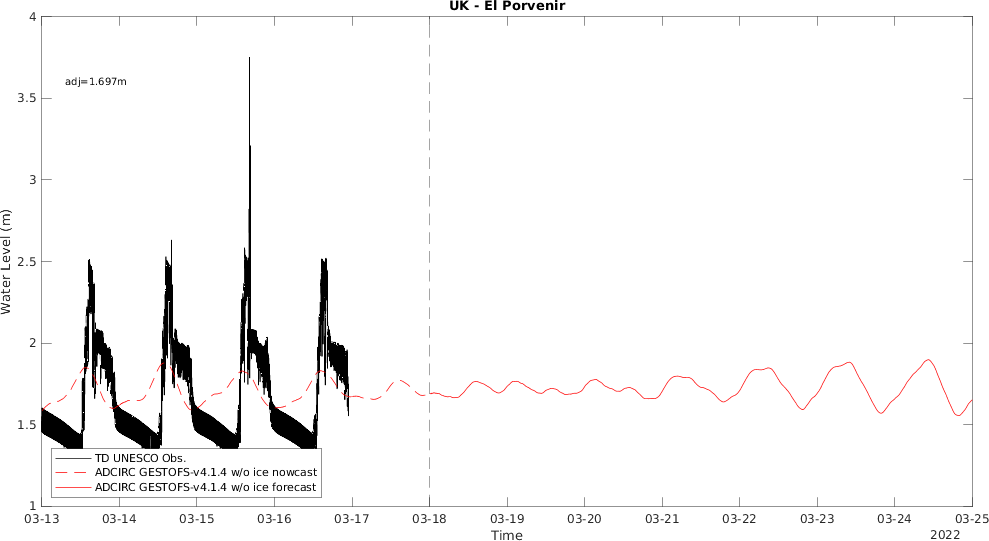 UK - El Porvenir
adj=1.697m
Water Level (m)
4
3.5
3
2.5
2
1.5
1
TD UNESCO Obs.
ADCIRC GESTOFS-v4.1.4 w/o ice nowcast
ADCIRC GESTOFS-v4.1.4 w/o ice forecast
03-13 03-14 03-15 03-16 03-17 03-18 03-19 03-20 03-21 03-22 03-23 03-24 03-25
Time
2022